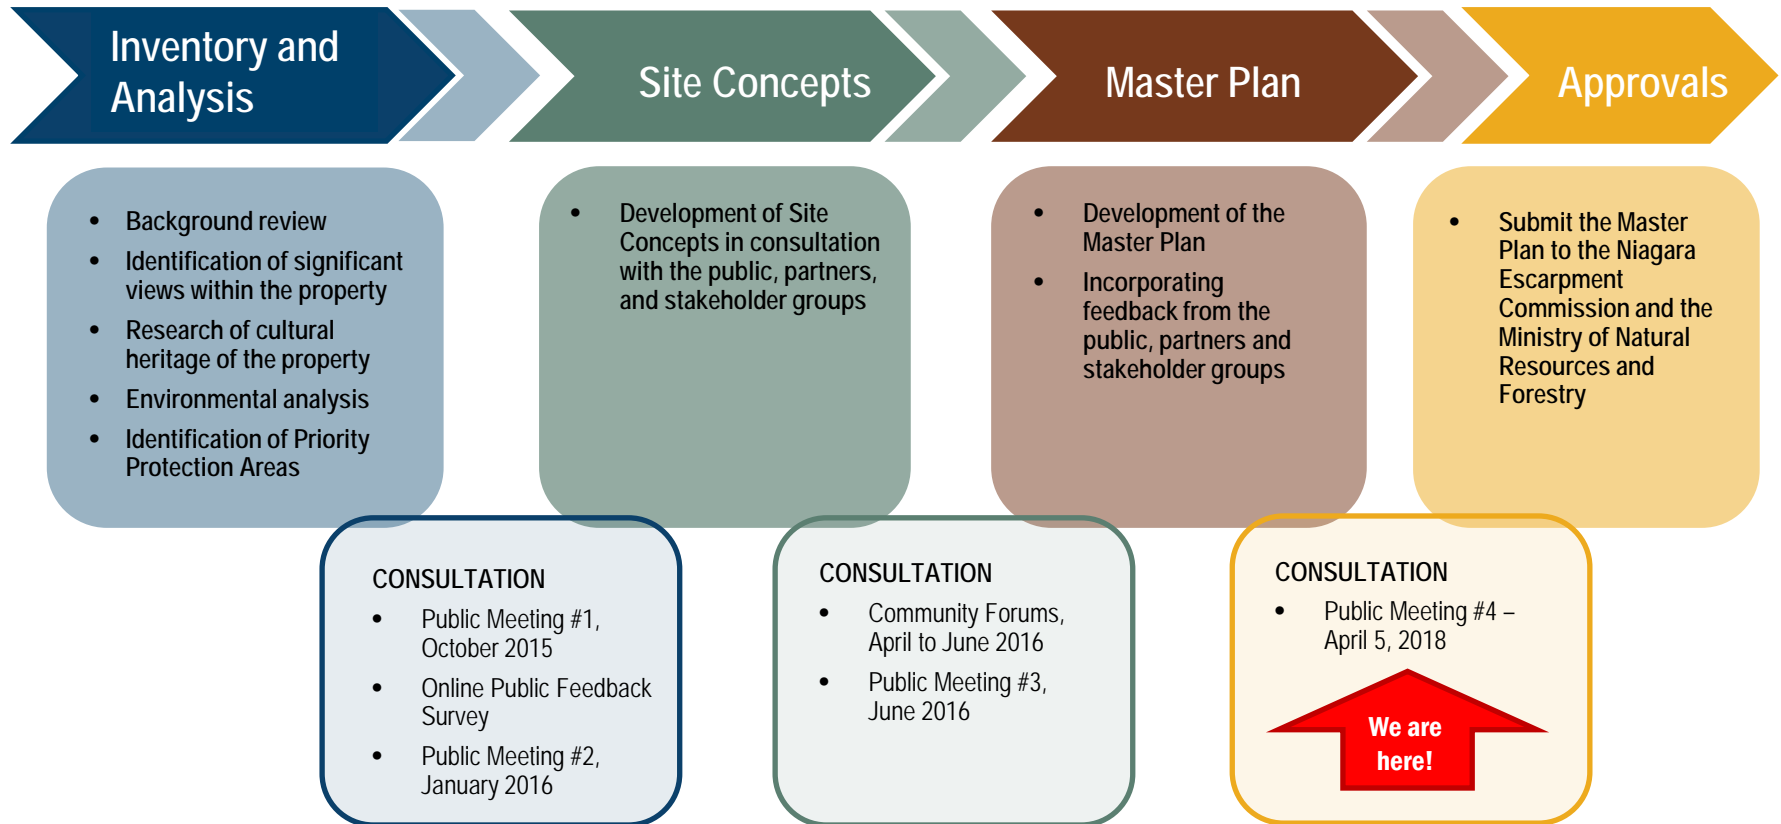 Inventory and
Analysis
Site Concepts
Master Plan
Approvals
• Background review
• Identification of significant
views within the property
• Research of cultural
heritage of the property
• Environmental analysis
• Identification of Priority
Protection Areas
• Development of Site
Concepts in consultation
with the public, partners,
and stakeholder groups
• Development of the
Master Plan
• Incorporating
feedback from the
public, partners and
stakeholder groups
• Submit the Master
Plan to the Niagara
Escarpment
Commission and the
Ministry of Natural
Resources and
Forestry
CONSULTATION
• Public Meeting #1,
October 2015
• Online Public Feedback
Survey
• Public Meeting #2,
January 2016
CONSULTATION
• Community Forums,
April to June 2016
• Public Meeting #3,
June 2016
CONSULTATION
• Public Meeting #4 –
April 5, 2018
We are
here!